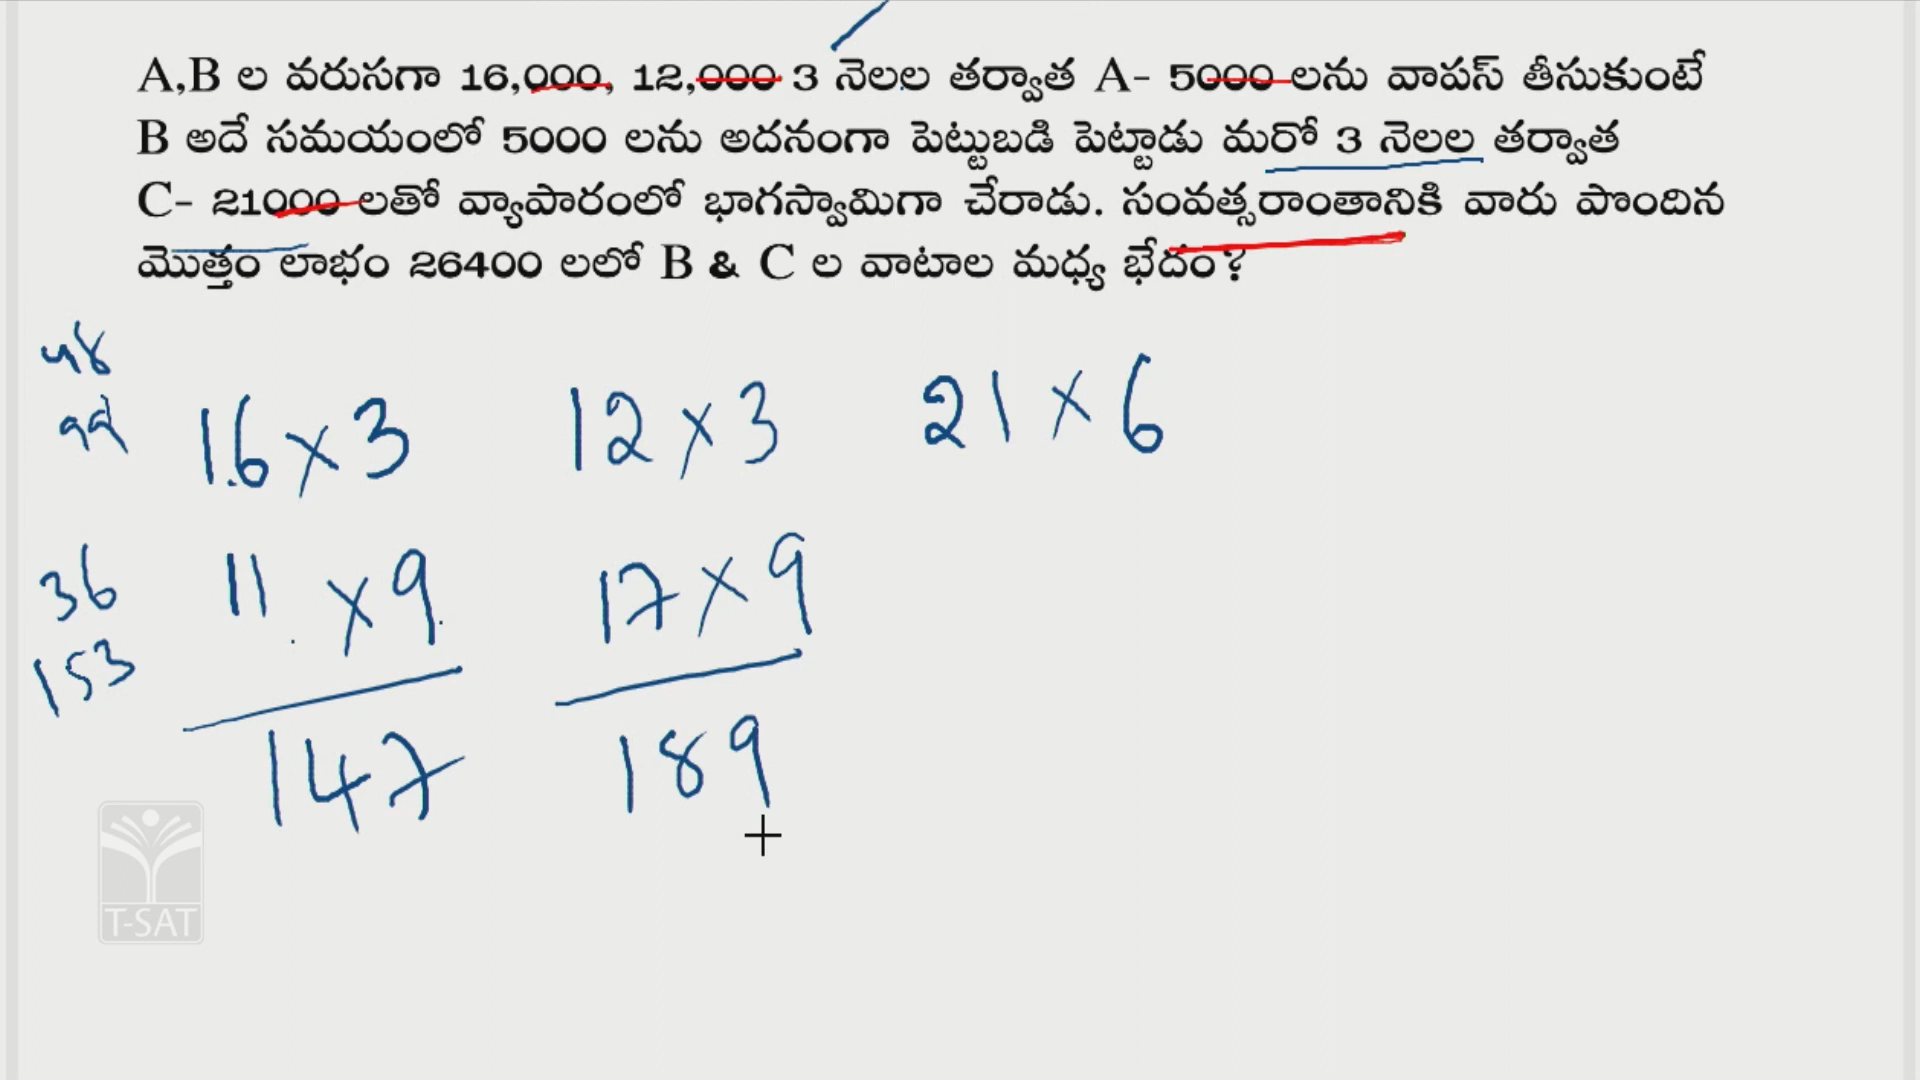 A,B ల వరుసగా 16,000, 12,000 3 నెలల తర్వాత A- 5000 లను వాపస్ తీసుకుంటే
B అదే సమయంలో 5000 లను అదనంగా పెట్టుబడి పెట్టాడు మరో 3 నెలల తర్వాత
C- 21000 లతో వ్యాపారంలో భాగస్వామిగా చేరాడు. సంవత్సరాంతానికి వారు పొందిన
మొత్తం లాభం 26400 లలో B & C ల వాటాల మధ్య భేదం?
48
99
16 x 3 12 x 3 21 x 6
36
11 x 9 17 x 9
153
147 189
T-SAT